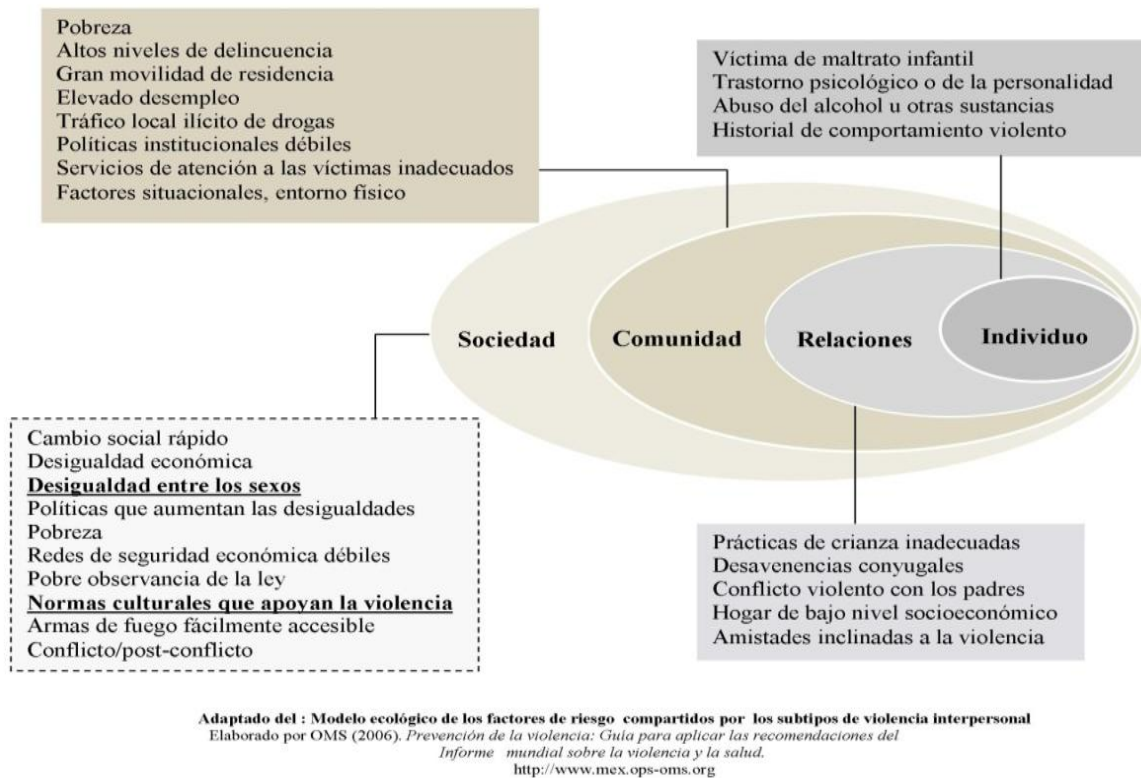 Pobreza
Altos niveles de delincuencia
Gran movilidad de residencia
Elevado desempleo
Tráfico local ilícito de drogas
Políticas institucionales débiles
Servicios de atención a las víctimas inadecuados
Factores situacionales, entorno físico
Víctima de maltrato infantil
Trastorno psicológico o de la personalidad
Abuso del alcohol u otras sustancias
Historial de comportamiento violento
Sociedad
Comunidad
Relaciones
Individuo
Cambio social rápido
Desigualdad económica
Desigualdad entre los sexos
Políticas que aumentan las desigualdades
Pobreza
Redes de seguridad económica débiles
Pobre observancia de la ley
Normas culturales que apoyan la violencia
Armas de fuego fácilmente accesible
Conflicto/post-conflicto
Prácticas de crianza inadecuadas
Desavenencias conyugales
Conflicto violento con los padres
Hogar de bajo nivel socioeconómico
Amistades inclinadas a la violencia
Adaptado del : Modelo ecológico de los factores de riesgo compartidos por los subtipos de violencia interpersonal
Elaborado por OMS (2006). Prevención de la violencia: Guía para aplicar las recomendaciones del
Informe mundial sobre la violencia y la salud.
http://www.mex.ops-oms.org